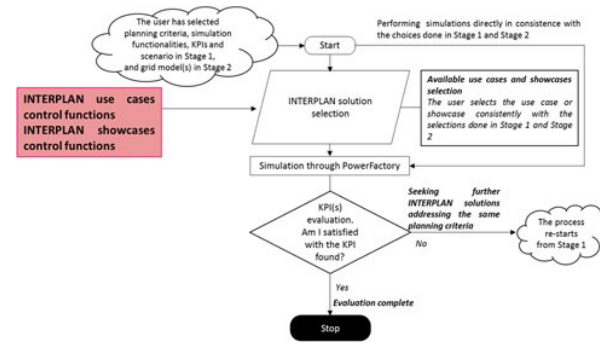 The user has selected
planning criteria, simulation
functionalities, KPIs and
scenario in Stage 1,
and grid model(s) in Stage 2
Start
Performing simulations directly in consistence with
the choices done in Stage 1 and Stage 2
INTERPLAN use cases
control functions
INTERPLAN showcases
control functions
INTERPLAN solution
selection
Available use cases and showcases
selection
The user selects the use case or
showcase consistently with the
selections done in Stage 1 and Stage
2
Simulation through PowerFactory
KPI(s)
evaluation.
Am I satisfied
with the KPI
found?
Seeking further
INTERPLAN solutions
addressing the same
planning criteria
No
The process
re-starts
from Stage 1
Yes
Evaluation complete
Stop